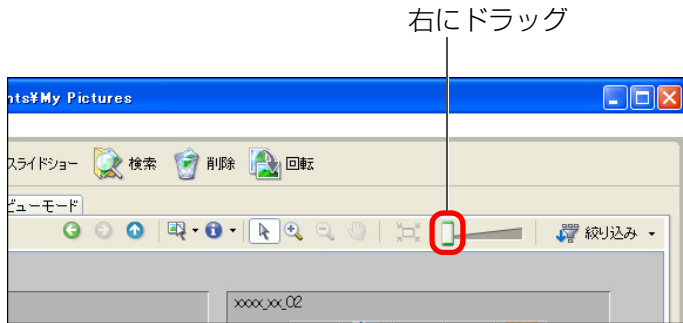 右にドラッグ
nts¥My Pictures
スライドショー 検索 削除 回転
ビューモード
絞り込み
xxxx_xx_02